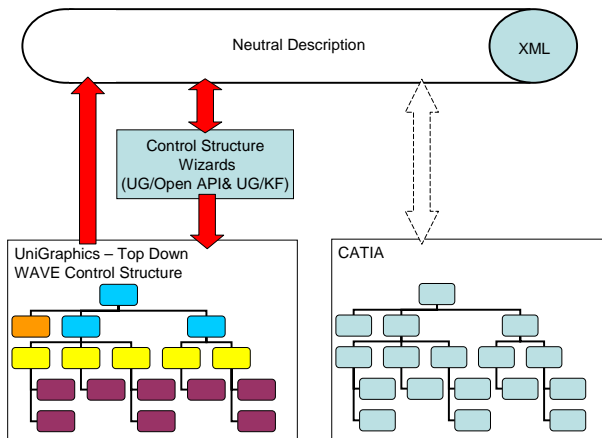 Neutral Description
XML
Control Structure
Wizards
(UG/Open API& UG/KF)
UniGraphics – Top Down
WAVE Control Structure
CATIA